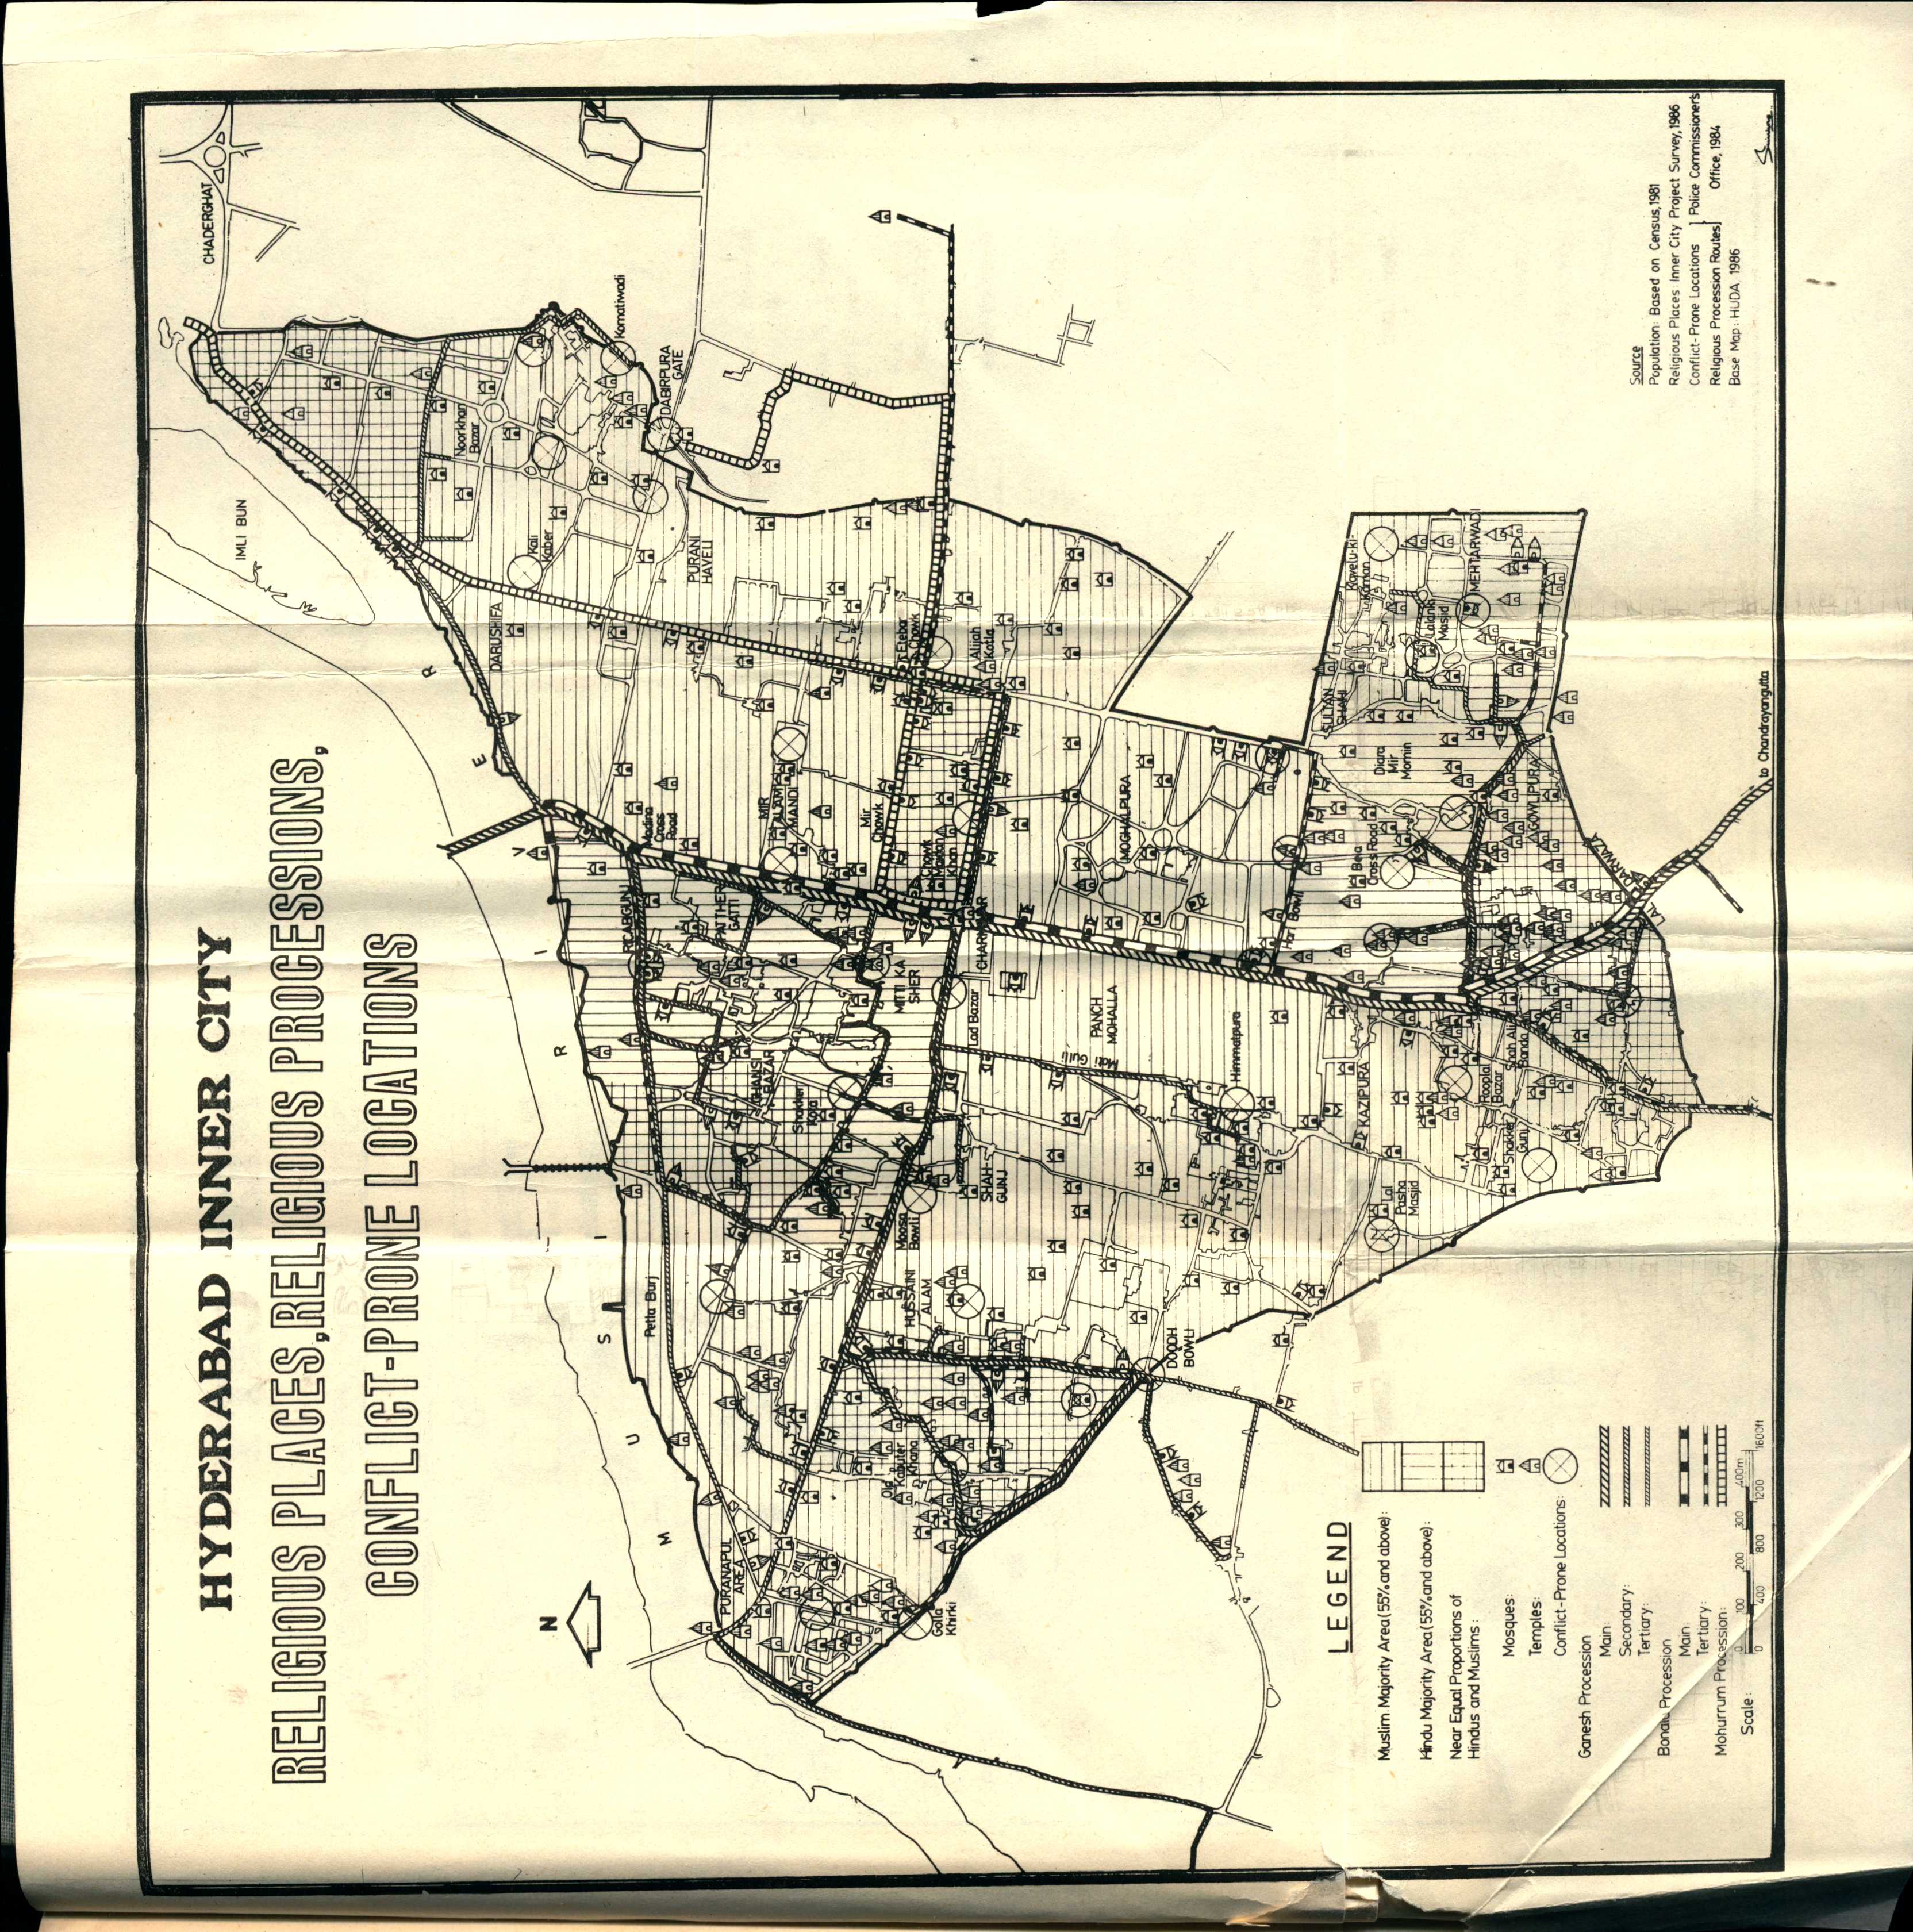 HYDERABAD INNER CITY
RELIGIOUS PLACES, RELIGIOUS PROCESSIONS,
CONFLICT-PRONE LOCATIONS
CHADERGHAT
IMLI BUN
N
M U S I R I V E R
Noorkhan
Bazar
DARUSHIFA
Kali
Kaber
Komatiwadi
DABIRPURA
GATE
PURANI
HAVELI
Petla Burj
RICABGUNJ
Madina
Cross
Road
PURANAPUL
AREA
PATTHER
GATTI
GHANSI
BAZAR
MIR
ALAM
MANDI
Shakker
Kota
Mir
Chowk
Old
Kabuter
Khana
HUSSAINI
ALAM
Moosa
Bowli
MITTI KA
SHER
Etebar
Chowk
Golla
Khirki
Chowk
Maidan
Khan
Lad Bazar
CHARMINAR
SHAH-
GUNJ
Alijah
Kotla
Moti Gulli
PANCH
MOHALLA
MOGHALPURA
DOODH
BOWLI
Himmatpura
Hari Bowli
SULTAN
SHAHI
Kavelu-ki-
Kaman
KAZIPURA
Bela
Cross Road
Lal
Pasha
Masjid
Diara
Mir
Momin
Lalank
Masjid
MEHTARWADI
Rooplal
Bazar
Shakker
Gunj
Shah Ali
Banda
GOWLIPURA
LAL DARWAZA
to Chandrayangutta
LEGEND
Muslim Majority Area (55% and above):
Hindu Majority Area (55% and above):
Near Equal Proportions of
Hindus and Muslims:
Mosques:
Temples:
Conflict-Prone Locations:
Ganesh Procession
Main:
Secondary:
Tertiary:
Bonalu Procession
Main:
Tertiary:
Mohurrum Procession:
Scale:
0 100 200 300 400m
0 400 800 1200 1600ft
Source
Population: Based on Census, 1981
Religious Places: Inner City Project Survey, 1986
Conflict-Prone Locations } Police Commissioner's
Religious Procession Routes } Office, 1984
Base Map: HUDA, 1986